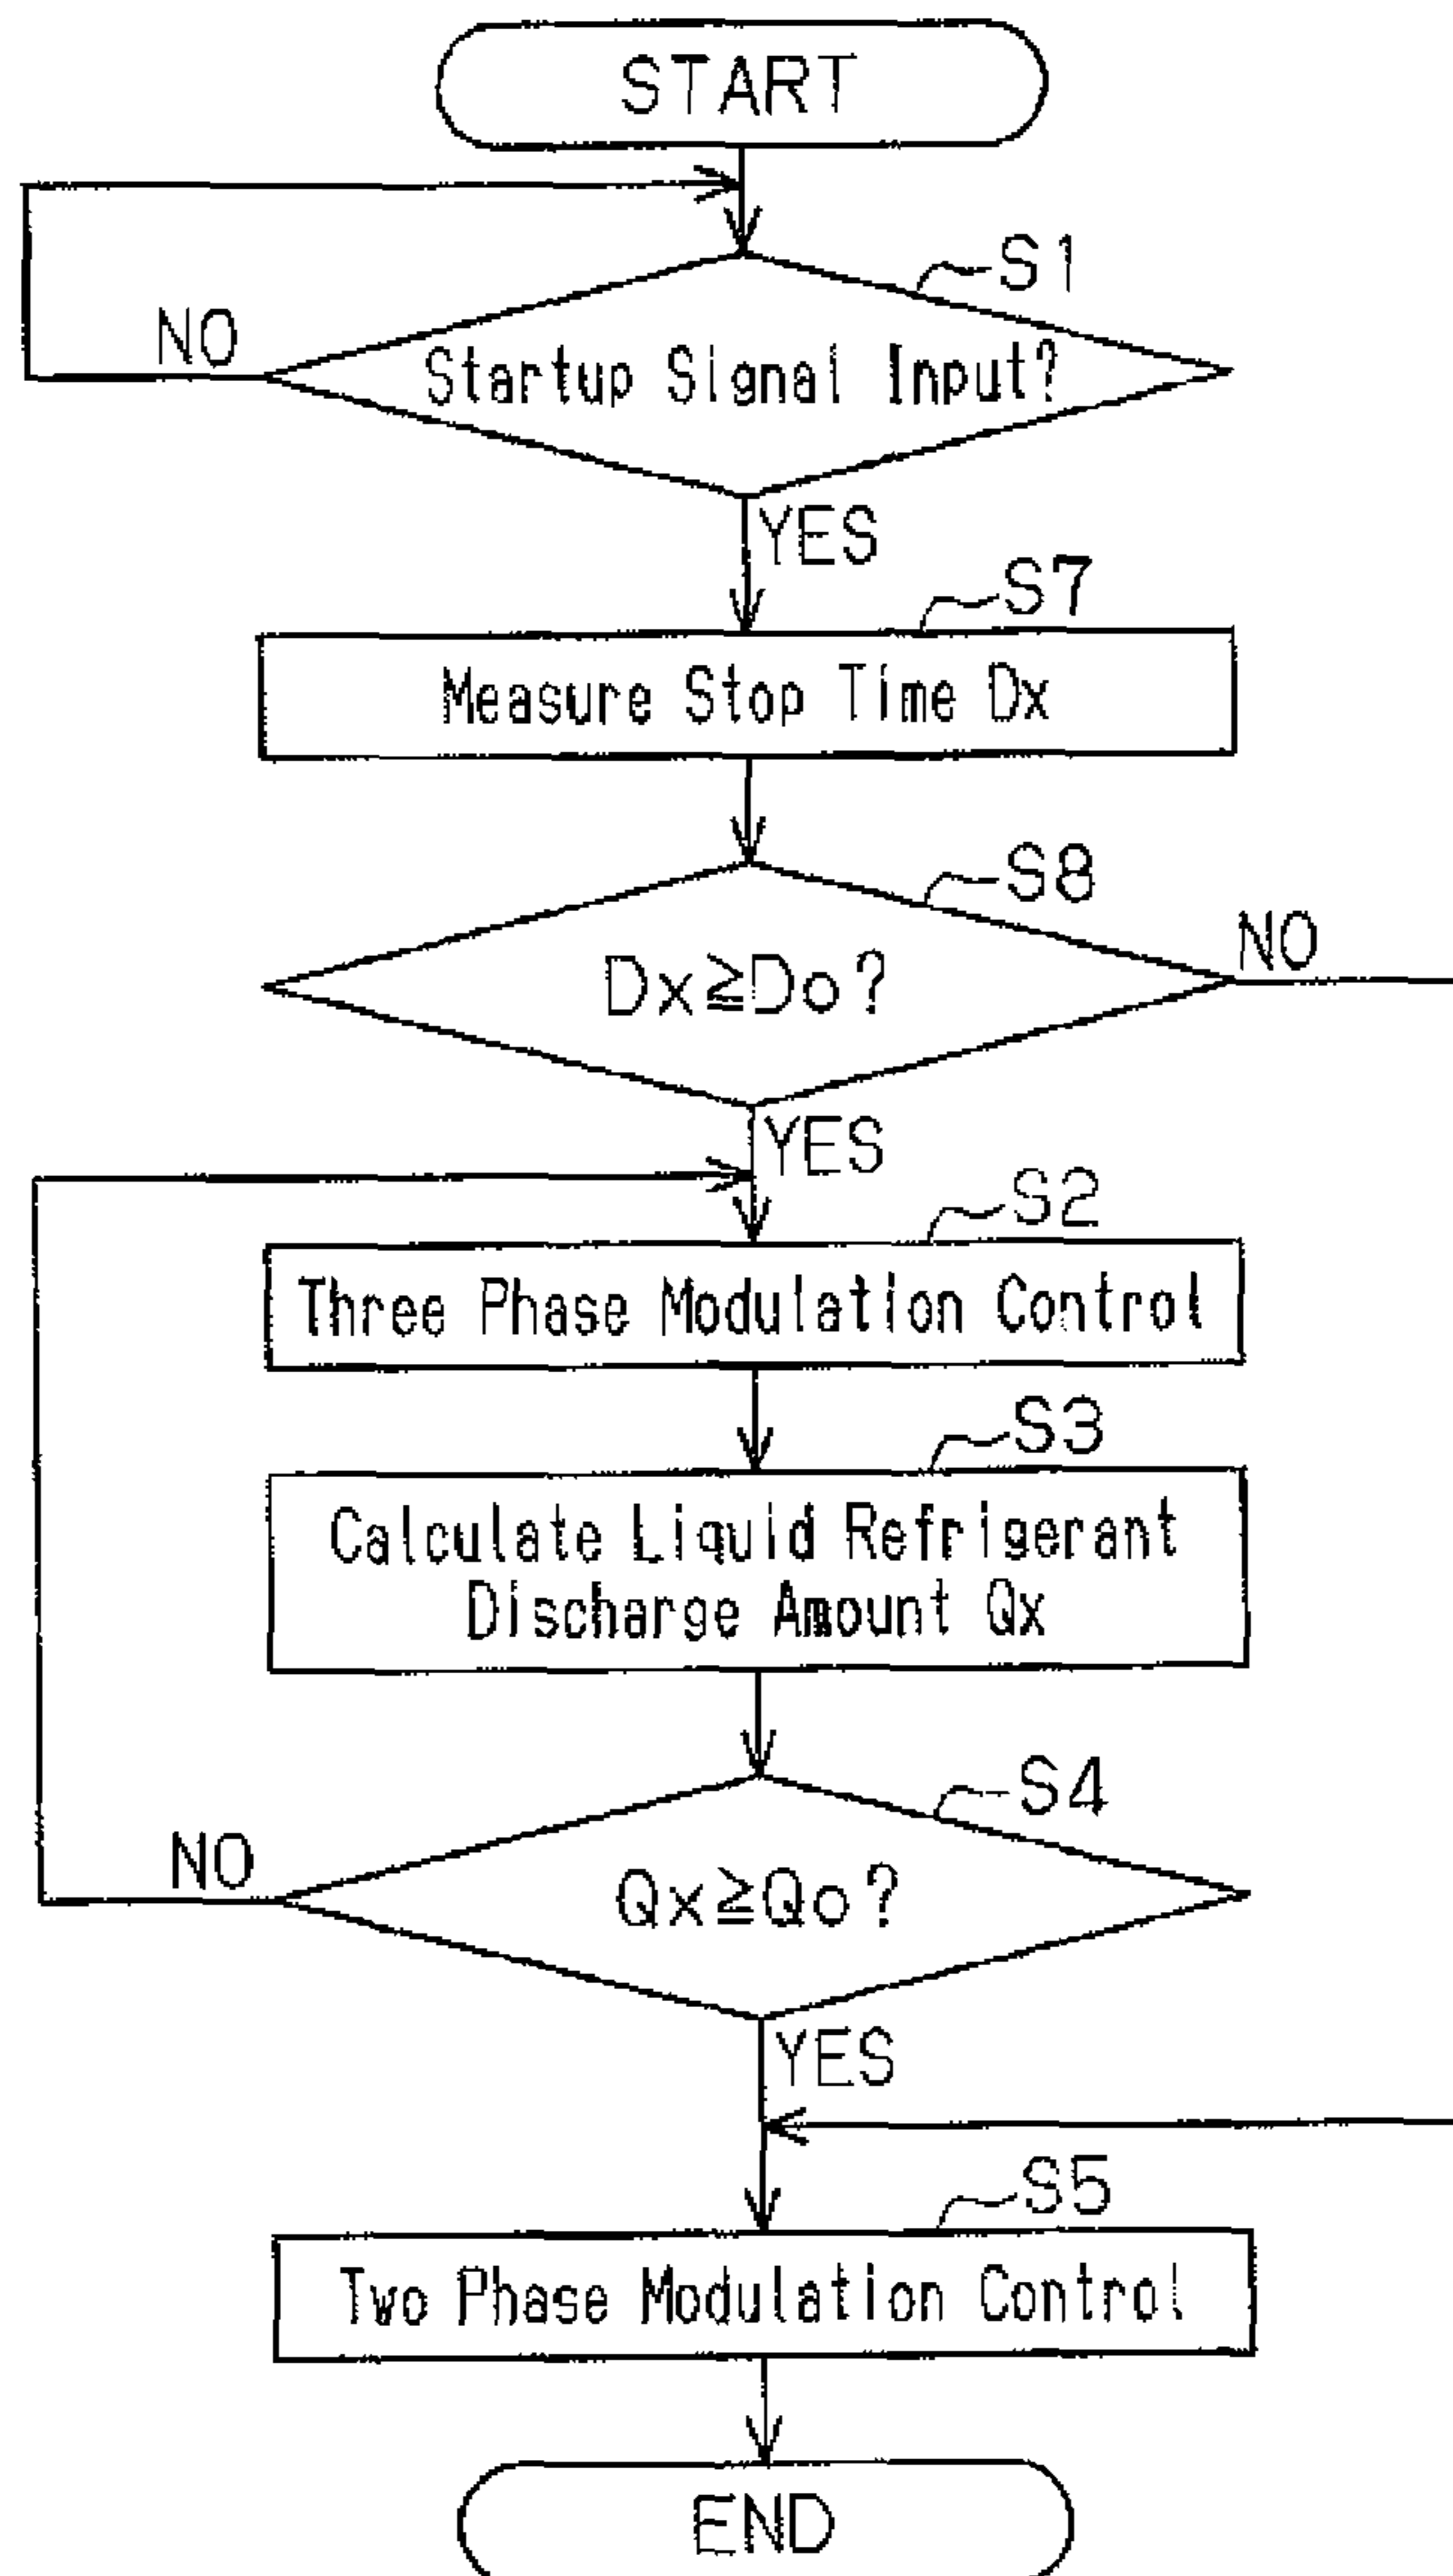 START
S1
NO
Startup Signal Input?
YES
S7
Measure Stop Time Dx
S8
NO
Dx≧Do?
YES
S2
Three Phase Modulation Control
S3
Calculate Liquid Refrigerant
Discharge Amount Qx
S4
NO
Qx≧Qo?
YES
S5
Two Phase Modulation Control
END